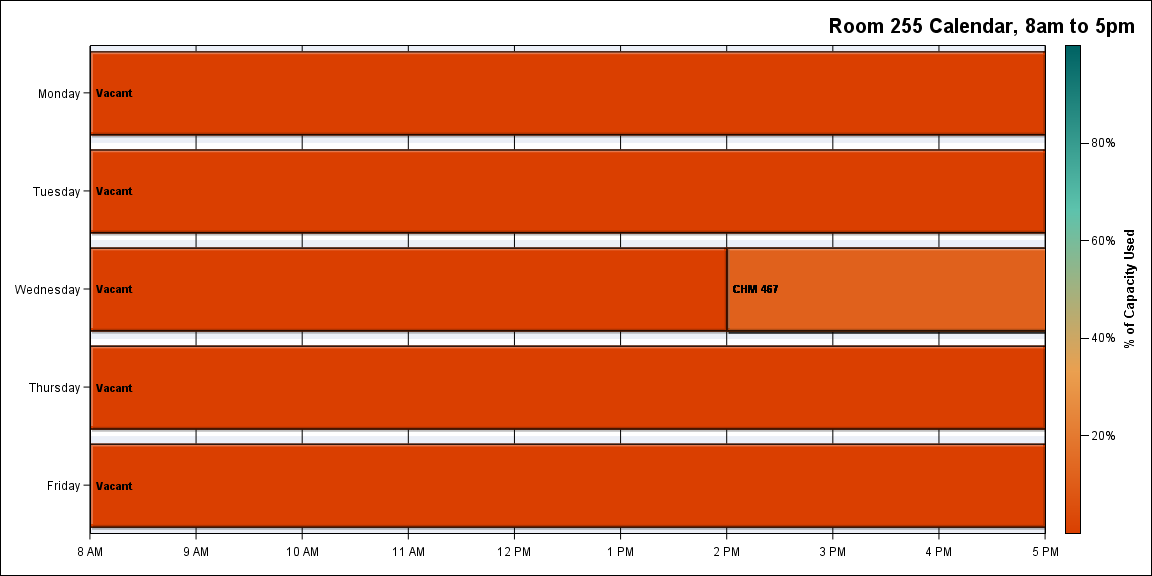 Room 255 Calendar, 8am to 5pm
Monday
Vacant
Tuesday
Vacant
Wednesday
Vacant
CHM 467
Thursday
Vacant
Friday
Vacant
8 AM 9 AM 10 AM 11 AM 12 PM 1 PM 2 PM 3 PM 4 PM 5 PM
80%
60%
40%
20%
% of Capacity Used